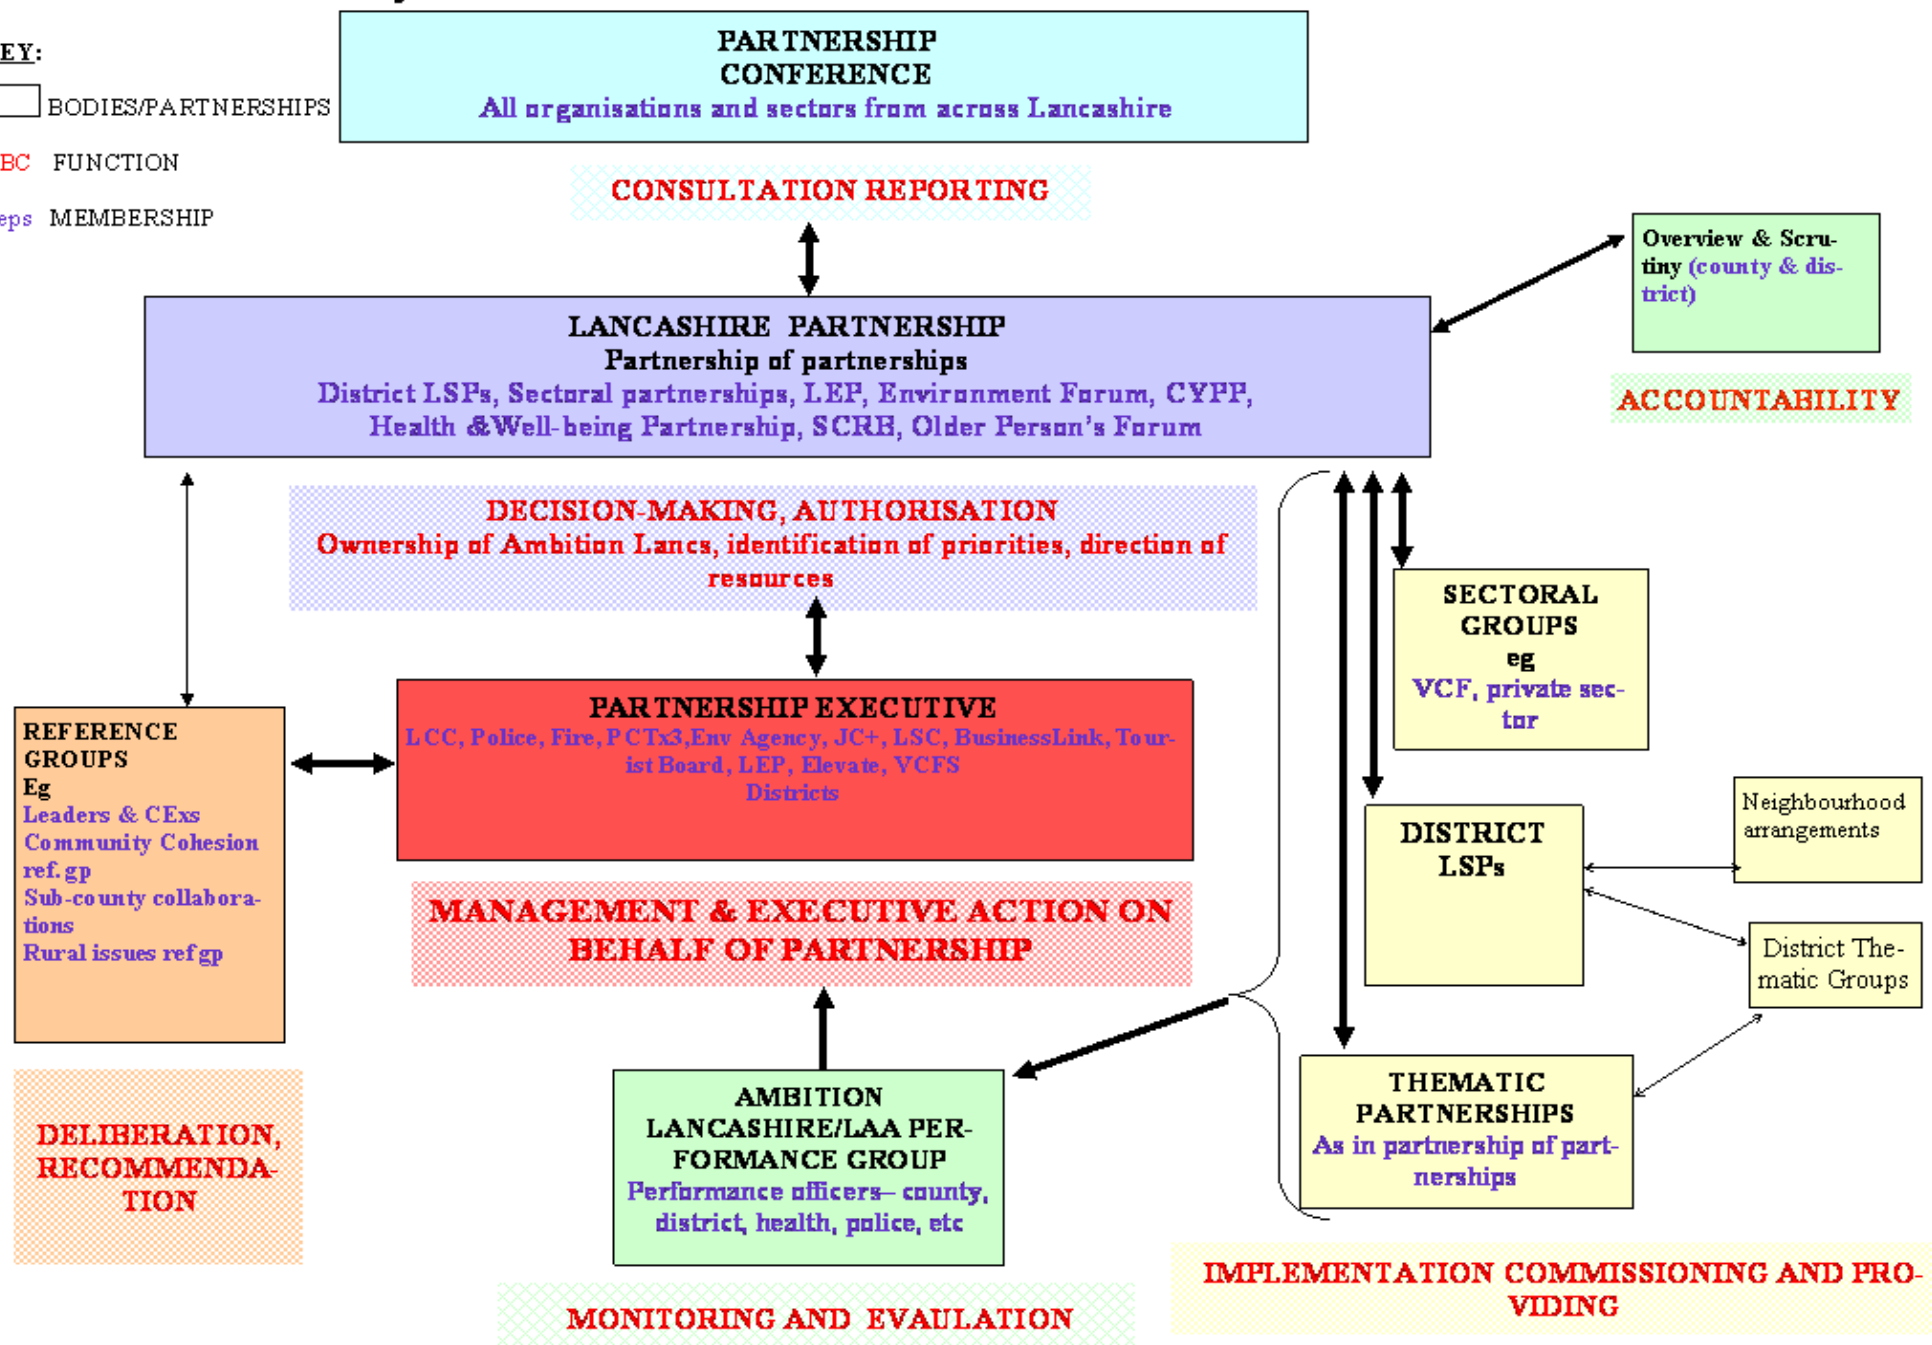 EY:
BODIES/PARTNERSHIPS
BC FUNCTION
eps MEMBERSHIP
PARTNERSHIP
CONFERENCE
All organisations and sectors from across Lancashire
CONSULTATION REPORTING
Overview & Scru-
tiny (county & dis-
trict)
ACCOUNTABILITY
LANCASHIRE PARTNERSHIP
Partnership of partnerships
District LSPs, Sectoral partnerships, LEP, Environment Forum, CYPP,
Health &Well-being Partnership, SCRB, Older Person's Forum
DECISION-MAKING, AUTHORISATION
Ownership of Ambition Lancs, identification of priorities, direction of
resources
SECTORAL
GROUPS
eg
VCF, private sec-
tor
PARTNERSHIP EXECUTIVE
LCC, Police, Fire, PCTx3,Env Agency, JC+, LSC, BusinessLink, Tour-
ist Board, LEP, Elevate, VCFS
Districts
REFERENCE
GROUPS
Eg
Leaders & CExs
Community Cohesion
ref. gp
Sub-county collabora-
tions
Rural issues ref gp
MANAGEMENT & EXECUTIVE ACTION ON
BEHALF OF PARTNERSHIP
DISTRICT
LSPs
Neighbourhood
arrangements
District The-
matic Groups
AMBITION
LANCASHIRE/LAA PER-
FORMANCE GROUP
Performance officers– county,
district, health, police, etc
THEMATIC
PARTNERSHIPS
As in partnership of part-
nerships
DELIBERATION,
RECOMMENDA-
TION
MONITORING AND EVAULATION
IMPLEMENTATION COMMISSIONING AND PRO-
VIDING